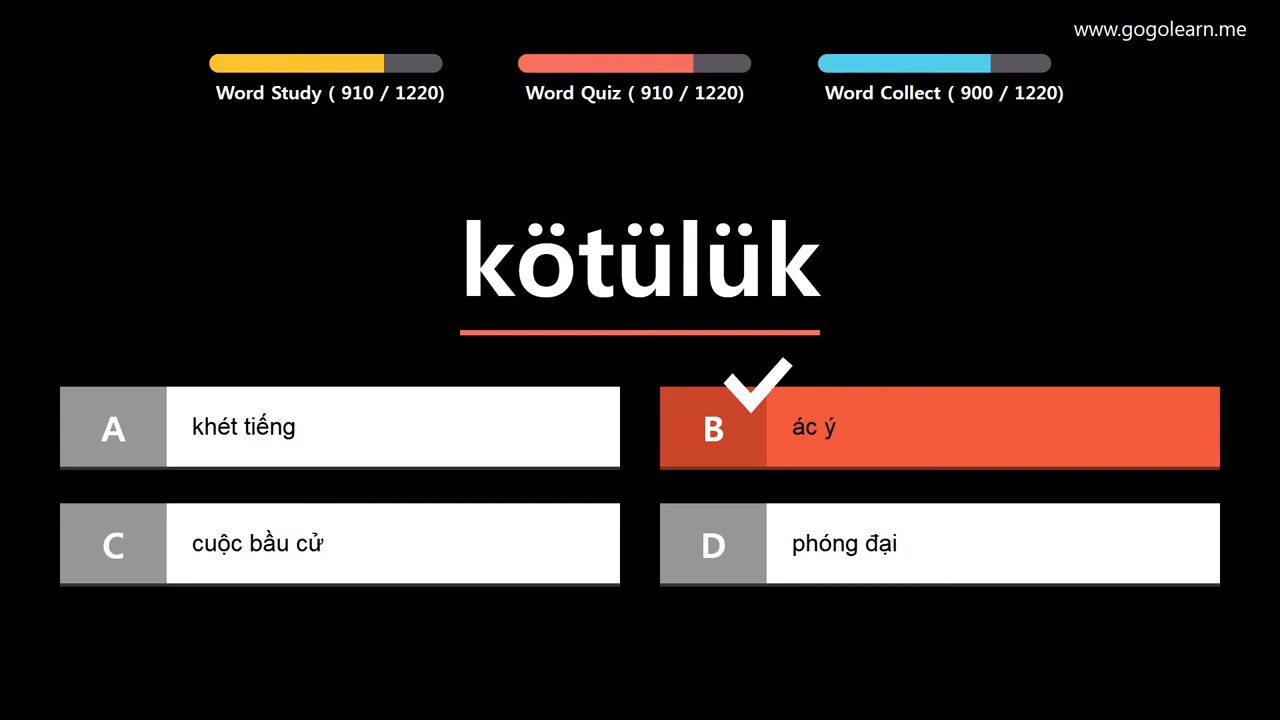 www.gogolearn.me
Word Study ( 910 / 1220)
Word Quiz ( 910 / 1220)
Word Collect ( 900 / 1220)
kötülük
A khét tiếng
B ác ý
C cuộc bầu cử
D phóng đại